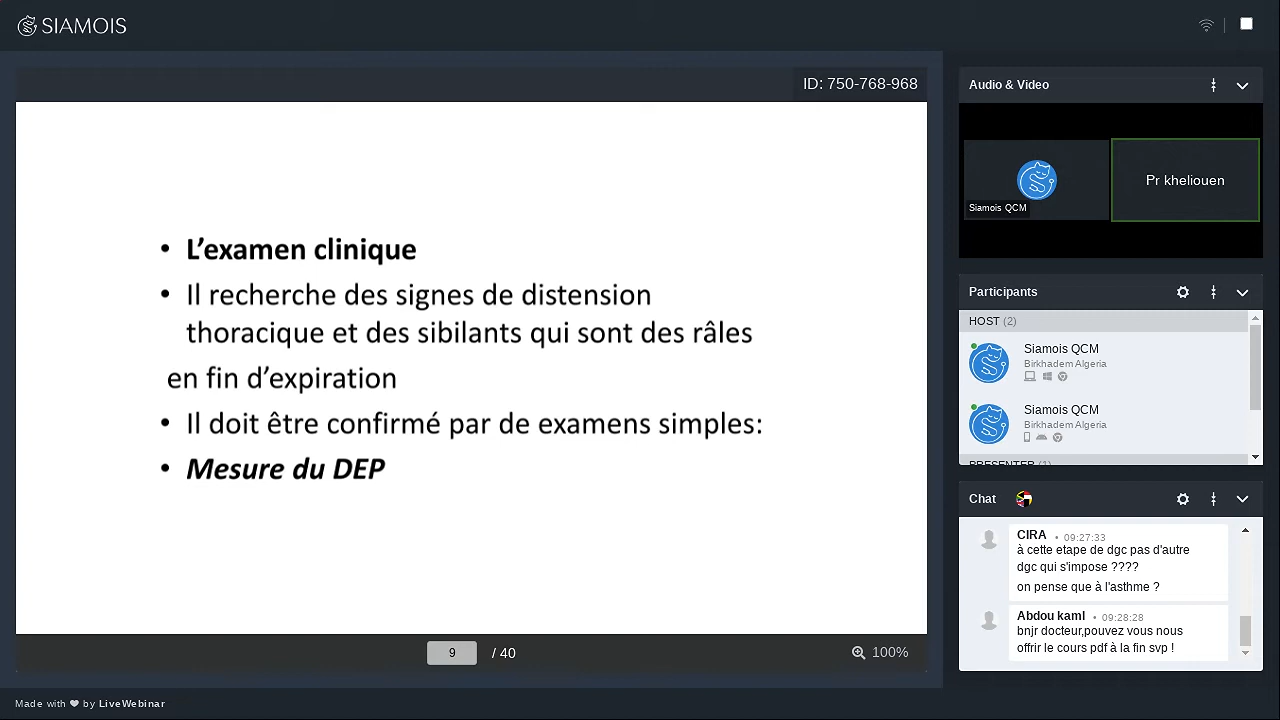 SIAMOIS
ID: 750-768-968
• L'examen clinique
• Il recherche des signes de distension
thoracique et des sibilants qui sont des râles
en fin d'expiration
• Il doit être confirmé par de examens simples:
• Mesure du DEP
9 / 40
100%
Made with ❤ by LiveWebinar
Audio & Video
Siamois QCM
Pr kheliouen
Participants
HOST (2)
Siamois QCM
Birkhadem Algeria
Siamois QCM
Birkhadem Algeria
PRESENTER (1)
Chat
CIRA • 09:27:33
à cette etape de dgc pas d'autre
dgc qui s'impose ????
on pense que à l'asthme ?
Abdou kaml • 09:28:28
bnjr docteur,pouvez vous nous
offrir le cours pdf à la fin svp !